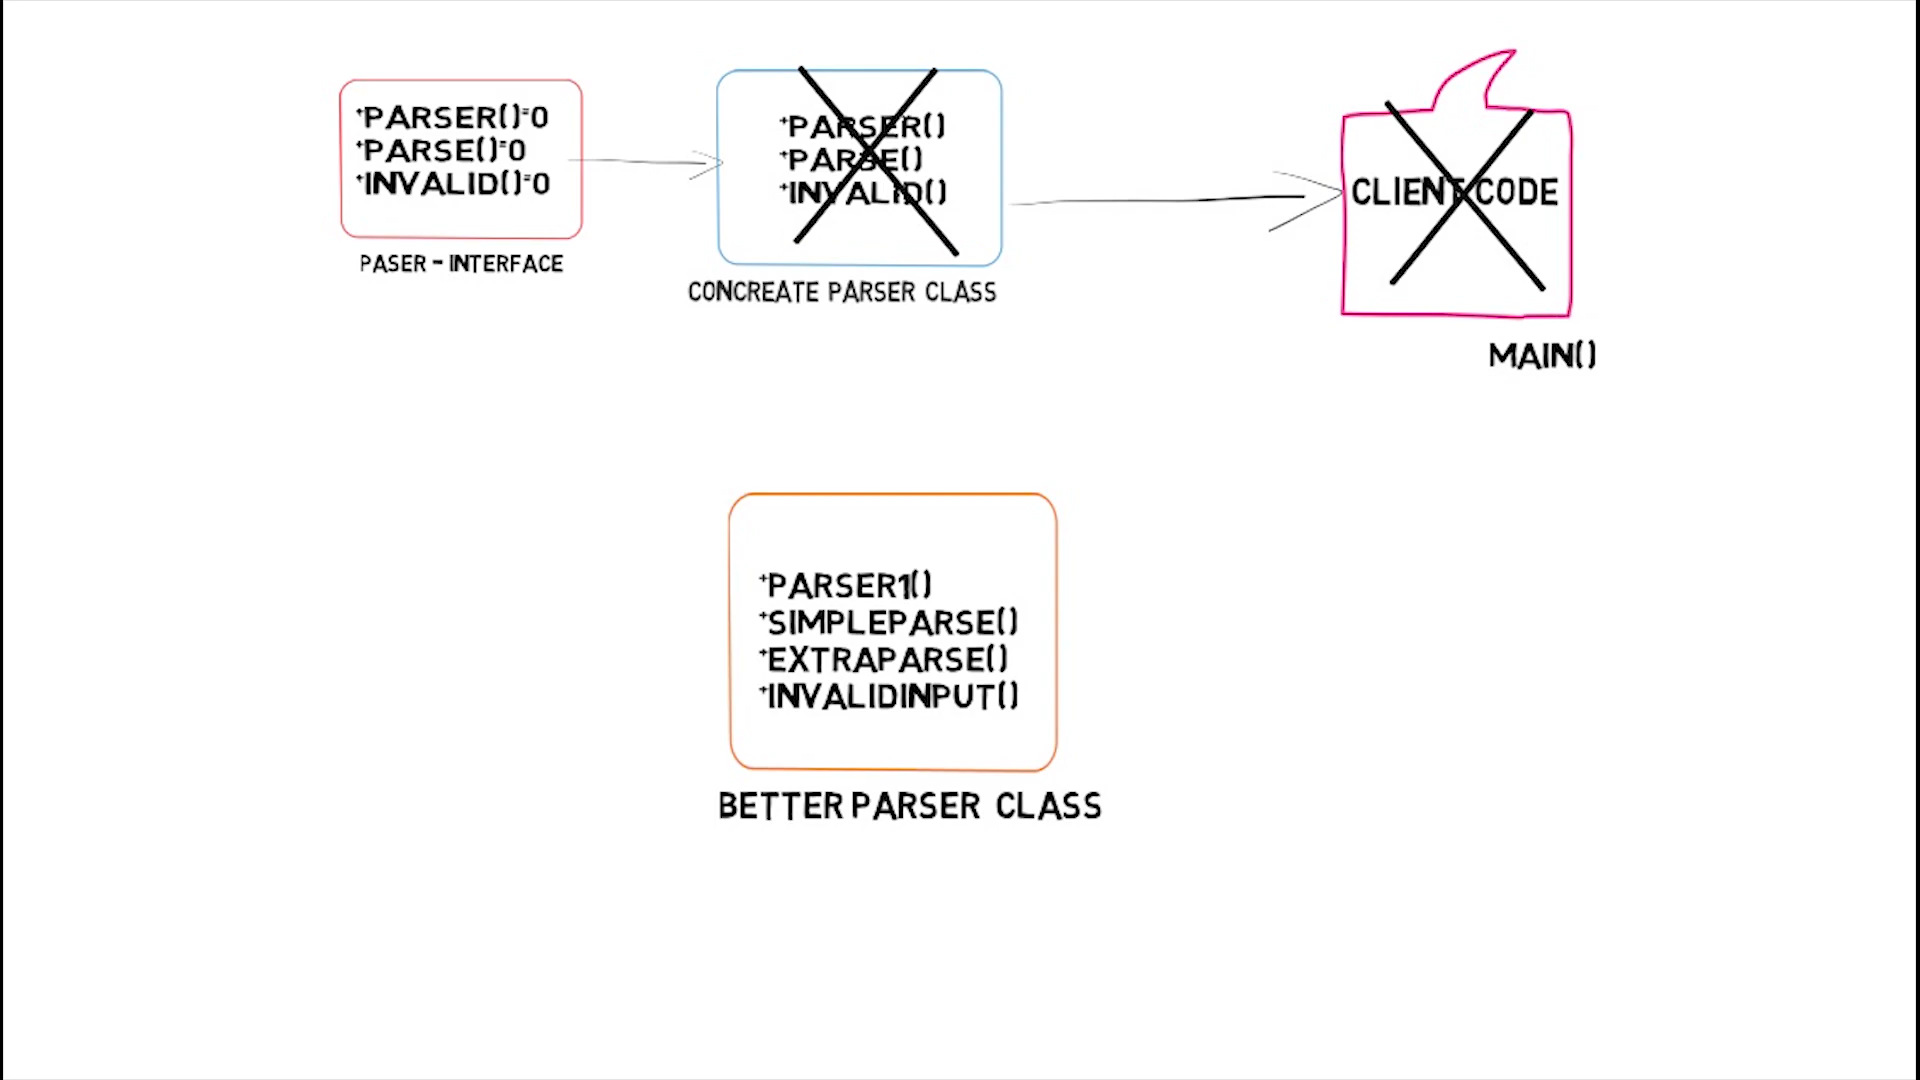 +PARSER()=0
+PARSE()=0
+INVALID()=0
PASER - INTERFACE
+PARSER()
+PARSE()
+INVALID()
CONCREATE PARSER CLASS
CLIENT CODE
MAIN()
+PARSER1()
+SIMPLEPARSE()
+EXTRAPARSE()
+INVALIDINPUT()
BETTER PARSER CLASS